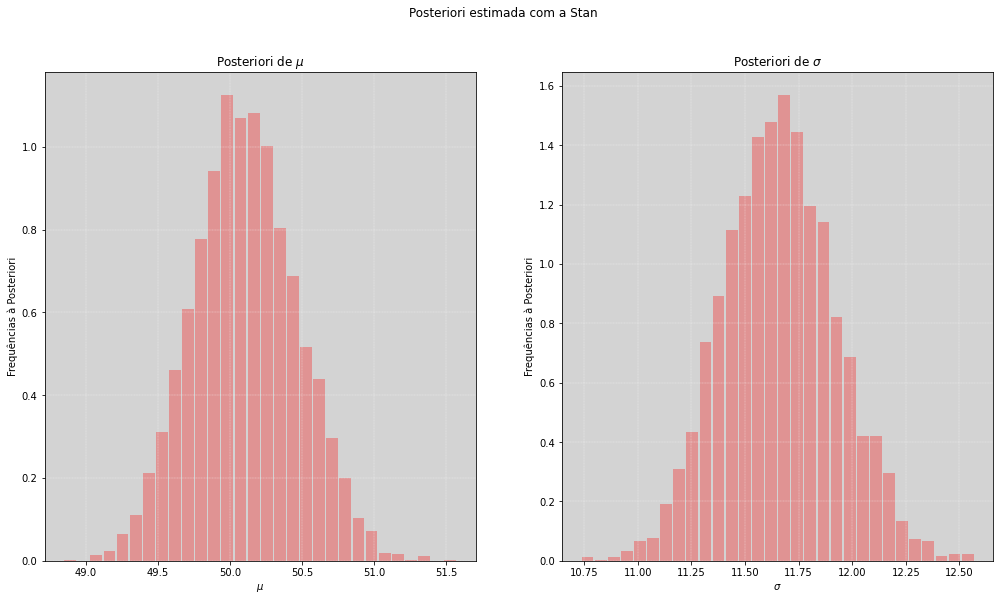 Posteriori estimada com a Stan
Posteriori de μ
Frequências à Posteriori
1.0
0.8
0.6
0.4
0.2
0.0
49.0 49.5 50.0 50.5 51.0 51.5
μ
Posteriori de σ
Frequências à Posteriori
1.6
1.4
1.2
1.0
0.8
0.6
0.4
0.2
0.0
10.75 11.00 11.25 11.50 11.75 12.00 12.25 12.50
σ